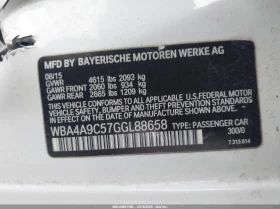 MFD BY BAYERISCHE MOTOREN WERKE AG
08/15
GVWR 4615 lbs 2093 kg
GAWR FRONT 2060 lbs 934 kg
GAWR REAR 2665 lbs 1209 kg
THIS VEHICLE CONFORMS TO ALL APPLICABLE
U.S. FEDERAL MOTOR VEHICLE SAFETY,
BUMPER AND THEFT PREVENTION STANDARDS
IN EFFECT ON THE DATE OF MANUFACTURE
SHOWN ABOVE.
WBA4A9C57GGL88658 TYPE: PASSENGER CAR
300/0
7 315 814